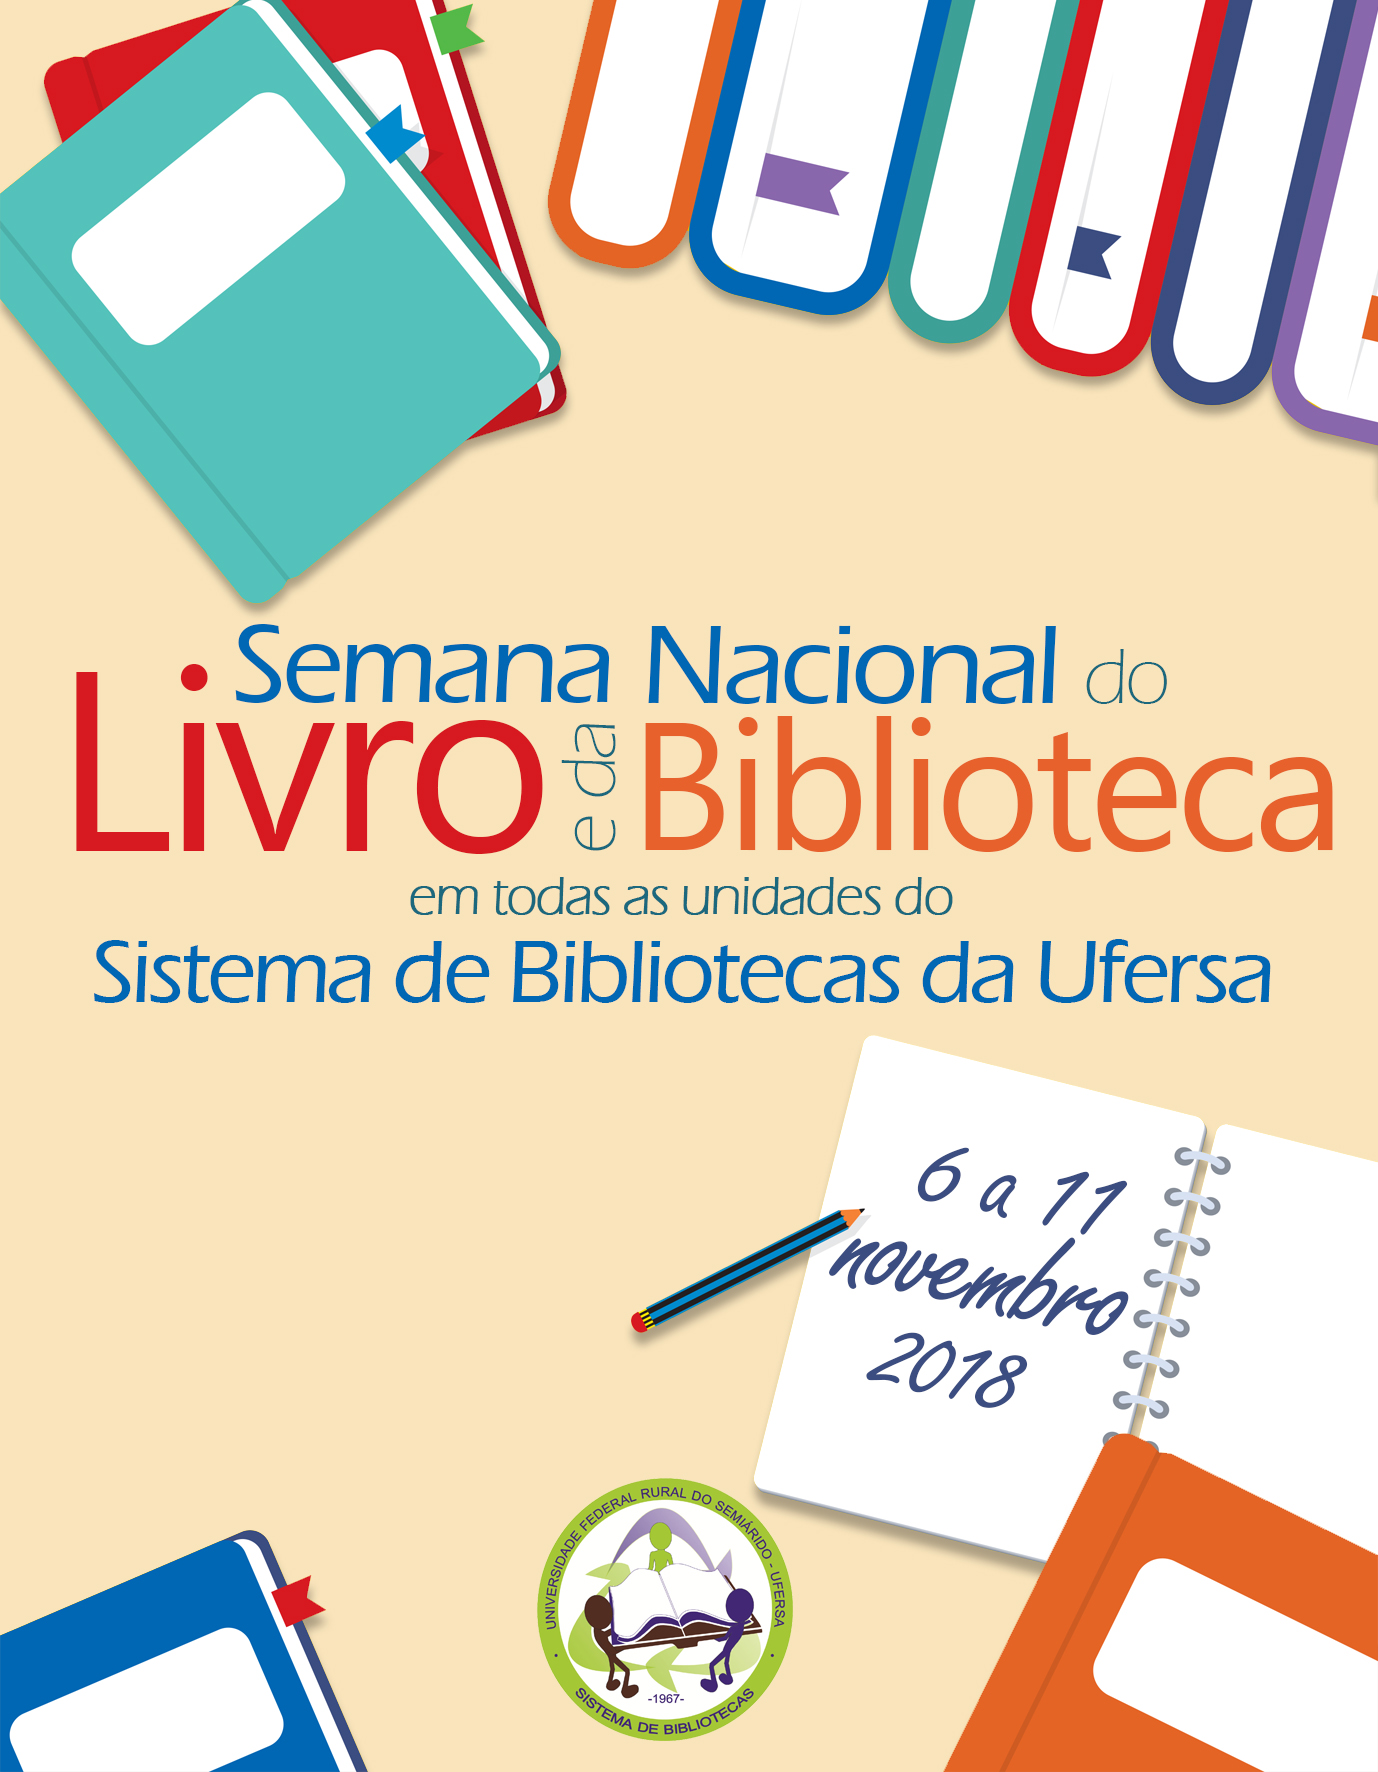 Semana Nacional do
Livro e da Biblioteca
em todas as unidades do
Sistema de Bibliotecas da Ufersa
6 a 11
novembro
2018
UNIVERSIDADE FEDERAL RURAL DO SEMIÁRIDO - UFERSA
-1967-
• SISTEMA DE BIBLIOTECAS •